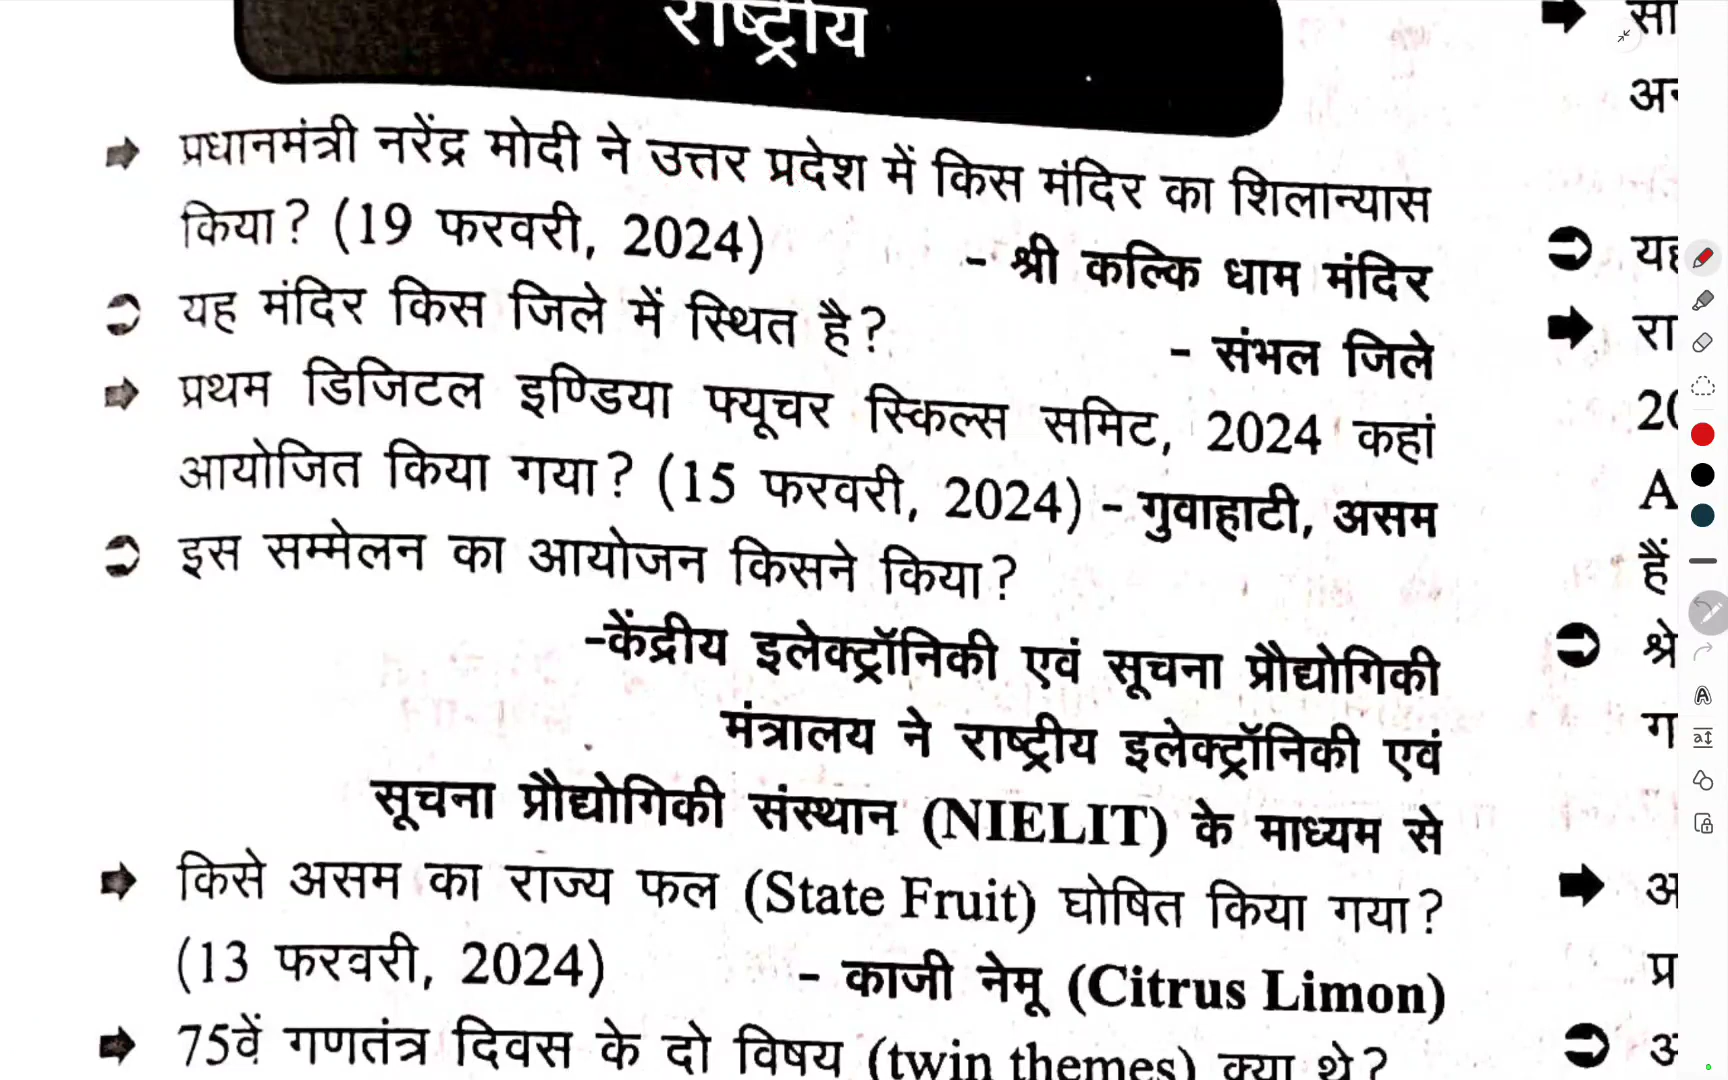 राष्ट्रीय
प्रधानमंत्री नरेंद्र मोदी ने उत्तर प्रदेश में किस मंदिर का शिलान्यास
किया? (19 फरवरी, 2024) - श्री कल्कि धाम मंदिर
यह मंदिर किस जिले में स्थित है? - संभल जिले
प्रथम डिजिटल इण्डिया फ्यूचर स्किल्स समिट, 2024 कहां
आयोजित किया गया? (15 फरवरी, 2024) - गुवाहाटी, असम
इस सम्मेलन का आयोजन किसने किया?
-केंद्रीय इलेक्ट्रॉनिकी एवं सूचना प्रौद्योगिकी
मंत्रालय ने राष्ट्रीय इलेक्ट्रॉनिकी एवं
सूचना प्रौद्योगिकी संस्थान (NIELIT) के माध्यम से
किसे असम का राज्य फल (State Fruit) घोषित किया गया?
(13 फरवरी, 2024) - काजी नेमू (Citrus Limon)
75वें गणतंत्र दिवस के दो विषय (twin themes) क्या थे?
सा
यह
रा
A
हैं
श्रे
ग
अ
प्र